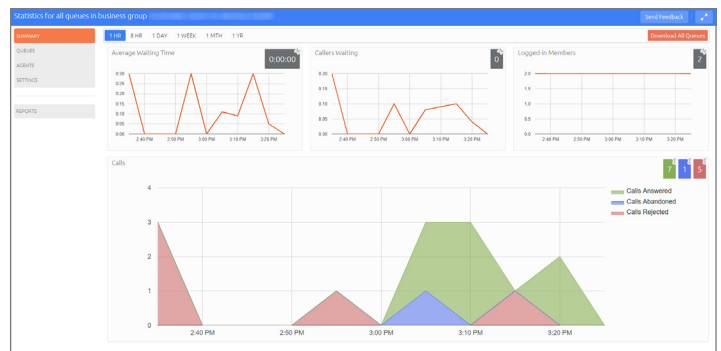 Statistics for all queues in business group
Send Feedback
SUMMARY
QUEUES
AGENTS
SETTINGS
REPORTS
1 HR 8 HR 1 DAY 1 WEEK 1 MTH 1 YR
Download All Queues
Average Waiting Time
0:00:00
0:30
0:20
0:15
0:10
0:05
0:00
2:40 PM 2:50 PM 3:00 PM 3:10 PM 3:20 PM
Callers Waiting
0
0.20
0.10
0.05
0.00
2:40 PM 2:50 PM 3:00 PM 3:10 PM 3:20 PM
Logged-in Members
2
2.0
1.5
1.0
0.5
0.0
2:40 PM 2:50 PM 3:00 PM 3:10 PM 3:20 PM
Calls
7 1 5
Calls Answered
Calls Abandoned
Calls Rejected
4
3
2
1
0
2:40 PM 2:50 PM 3:00 PM 3:10 PM 3:20 PM